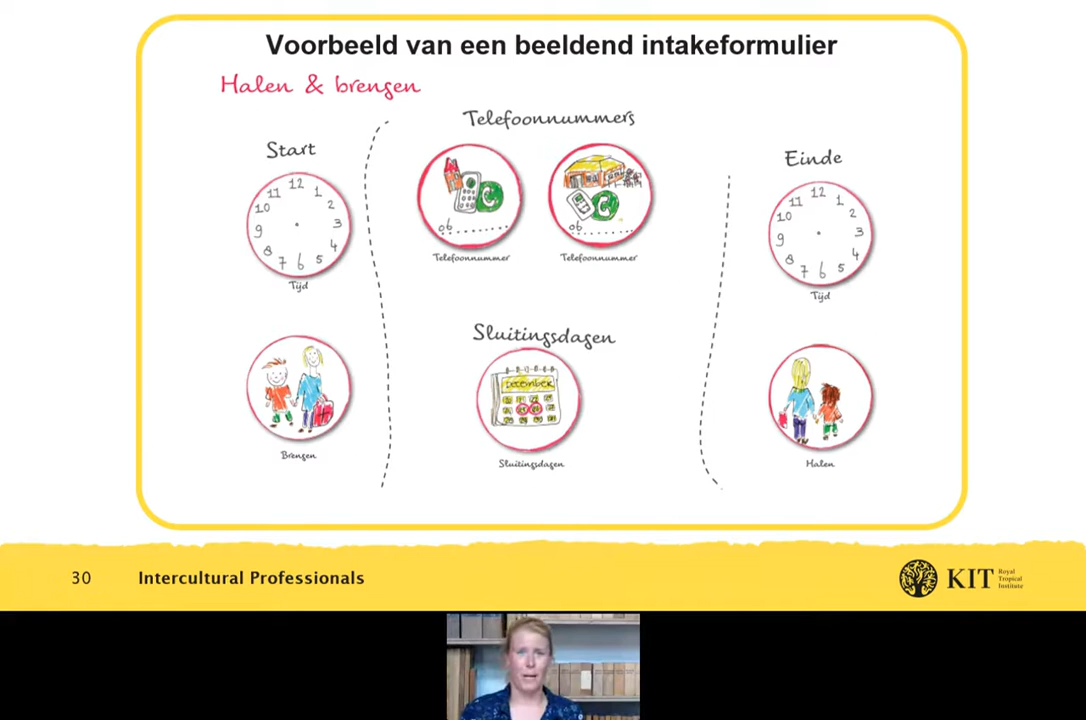 Voorbeeld van een beeldend intakeformulier
Halen & brengen
Start
12
1
2
3
4
5
6
7
8
9
10
11
Tijd
Brengen
Telefoonnummers
06.........
Telefoonnummer
06.........
Telefoonnummer
Sluitingsdagen
DECEMBER
Sluitingsdagen
Einde
12
1
2
3
4
5
6
7
8
9
10
11
Tijd
Halen
30 Intercultural Professionals
KIT Royal
Tropical
Institute